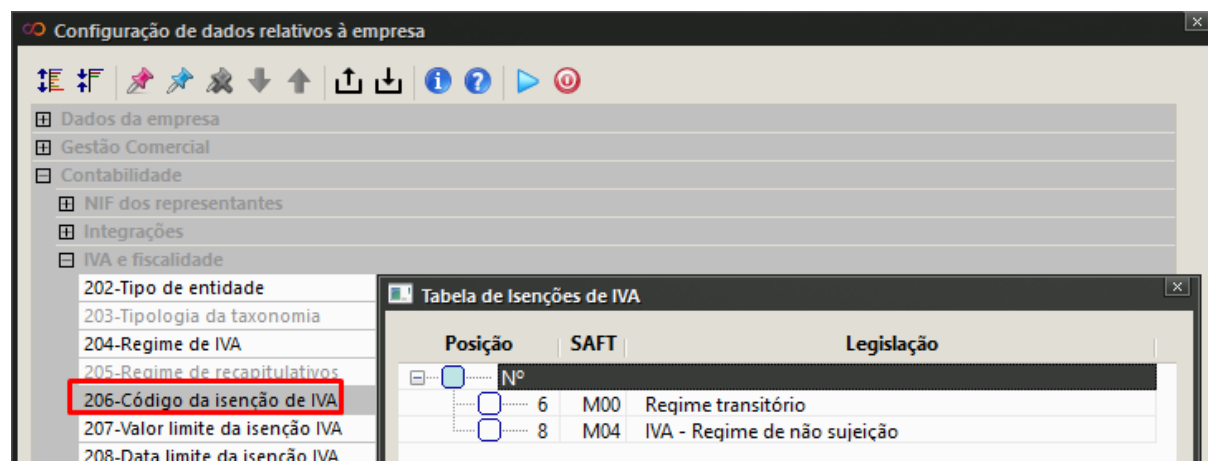 Configuração de dados relativos à empresa
Dados da empresa
Gestão Comercial
Contabilidade
NIF dos representantes
Integrações
IVA e fiscalidade
202-Tipo de entidade
203-Tipologia da taxonomia
204-Regime de IVA
205-Regime de recapitulativos
206-Código da isenção de IVA
207-Valor limite da isenção IVA
208-Data limite da isenção IVA
Tabela de Isenções de IVA
Posição SAFT Legislação
Nº
6 M00 Regime transitório
8 M04 IVA - Regime de não sujeição